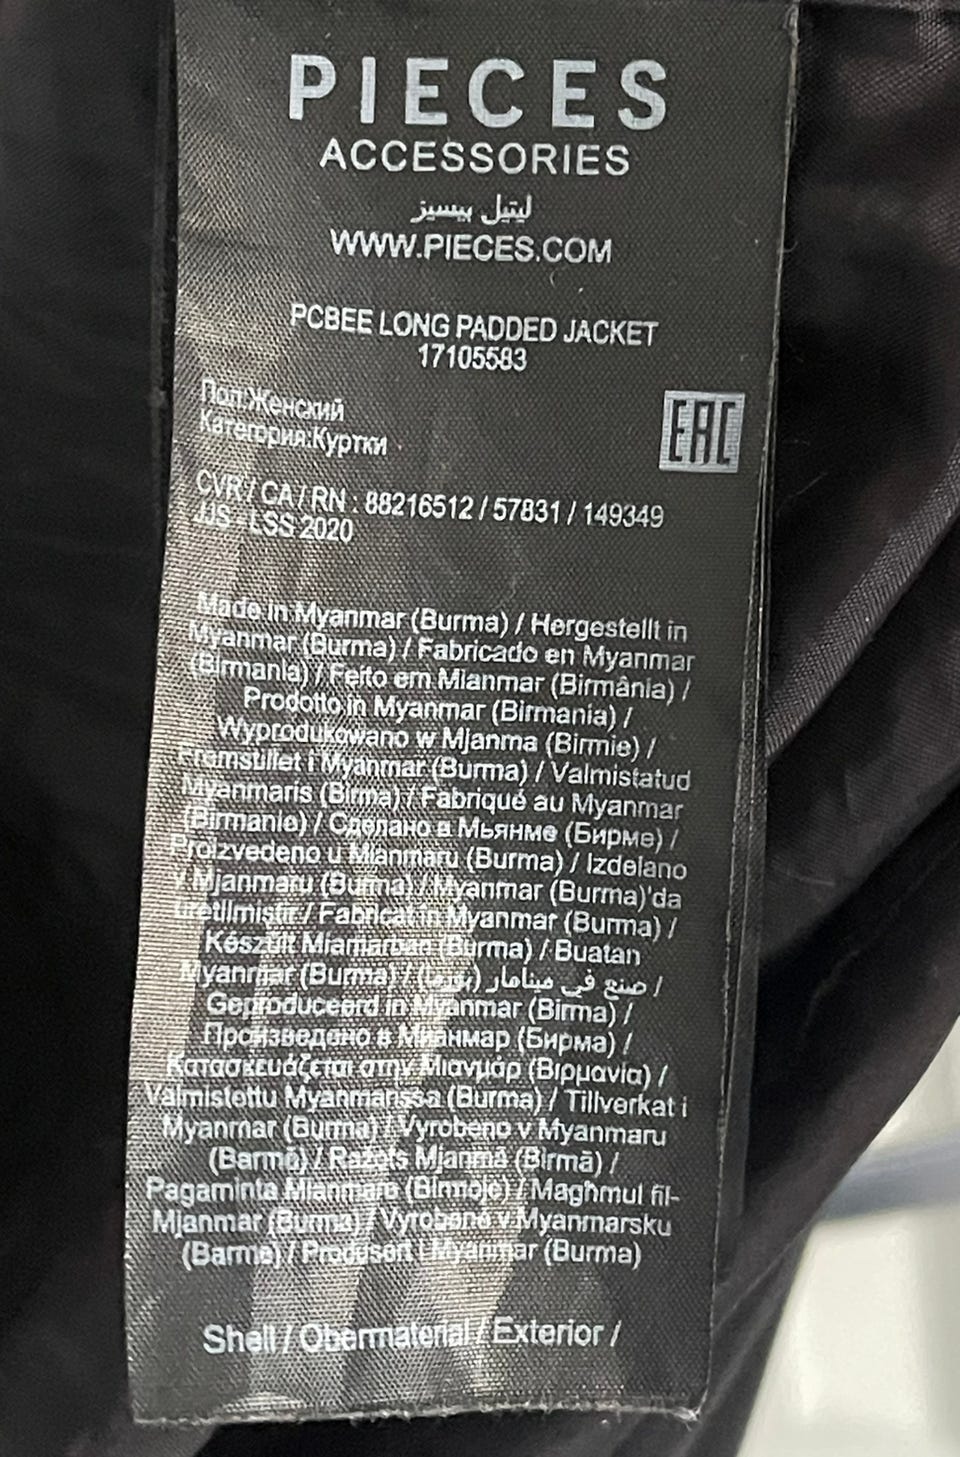 PIECES
ACCESSORIES
ليتيل بيسيز
WWW.PIECES.COM
PCBEE LONG PADDED JACKET
17105583
Пол:Женский
Категория:Куртки
EAC
CVR / CA / RN : 88216512 / 57831 / 149349
JJS - LSS 2020
Made in Myanmar (Burma) / Hergestellt in
Myanmar (Burma) / Fabricado en Myanmar
(Birmania) / Feito em Mianmar (Birmânia) /
Prodotto in Myanmar (Birmania) /
Wyprodukowano w Mjanma (Birmie) /
Fremstillet i Myanmar (Burma) / Valmistatud
Myanmaris (Birma) / Fabriqué au Myanmar
(Birmanie) / Сделано в Мьянме (Бирме) /
Proizvedeno u Mianmaru (Burma) / Izdelano
v Mjanmaru (Burma) / Myanmar (Burma)'da
üretilmiştir / Fabricat în Myanmar (Burma) /
Készült Miamarban (Burma) / Buatan
Myanmar (Burma) / صنع في مينامار (بورما) /
Geproduceerd in Myanmar (Birma) /
Произведено в Мианмар (Бирма) /
Κατασκευάζεται στην Μιανμάρ (Βιρμανία) /
Valmistettu Myanmarissa (Burma) / Tillverkat i
Myanmar (Burma) / Vyrobeno v Myanmaru
(Barmě) / Ražots Mjanmā (Birmā) /
Pagaminta Mianmare (Birmoje) / Magħmul fil-
Mjanmar (Burma) / Vyrobené v Myanmarsku
(Barme) / Produsert i Myanmar (Burma)
Shell / Obermaterial / Exterior /